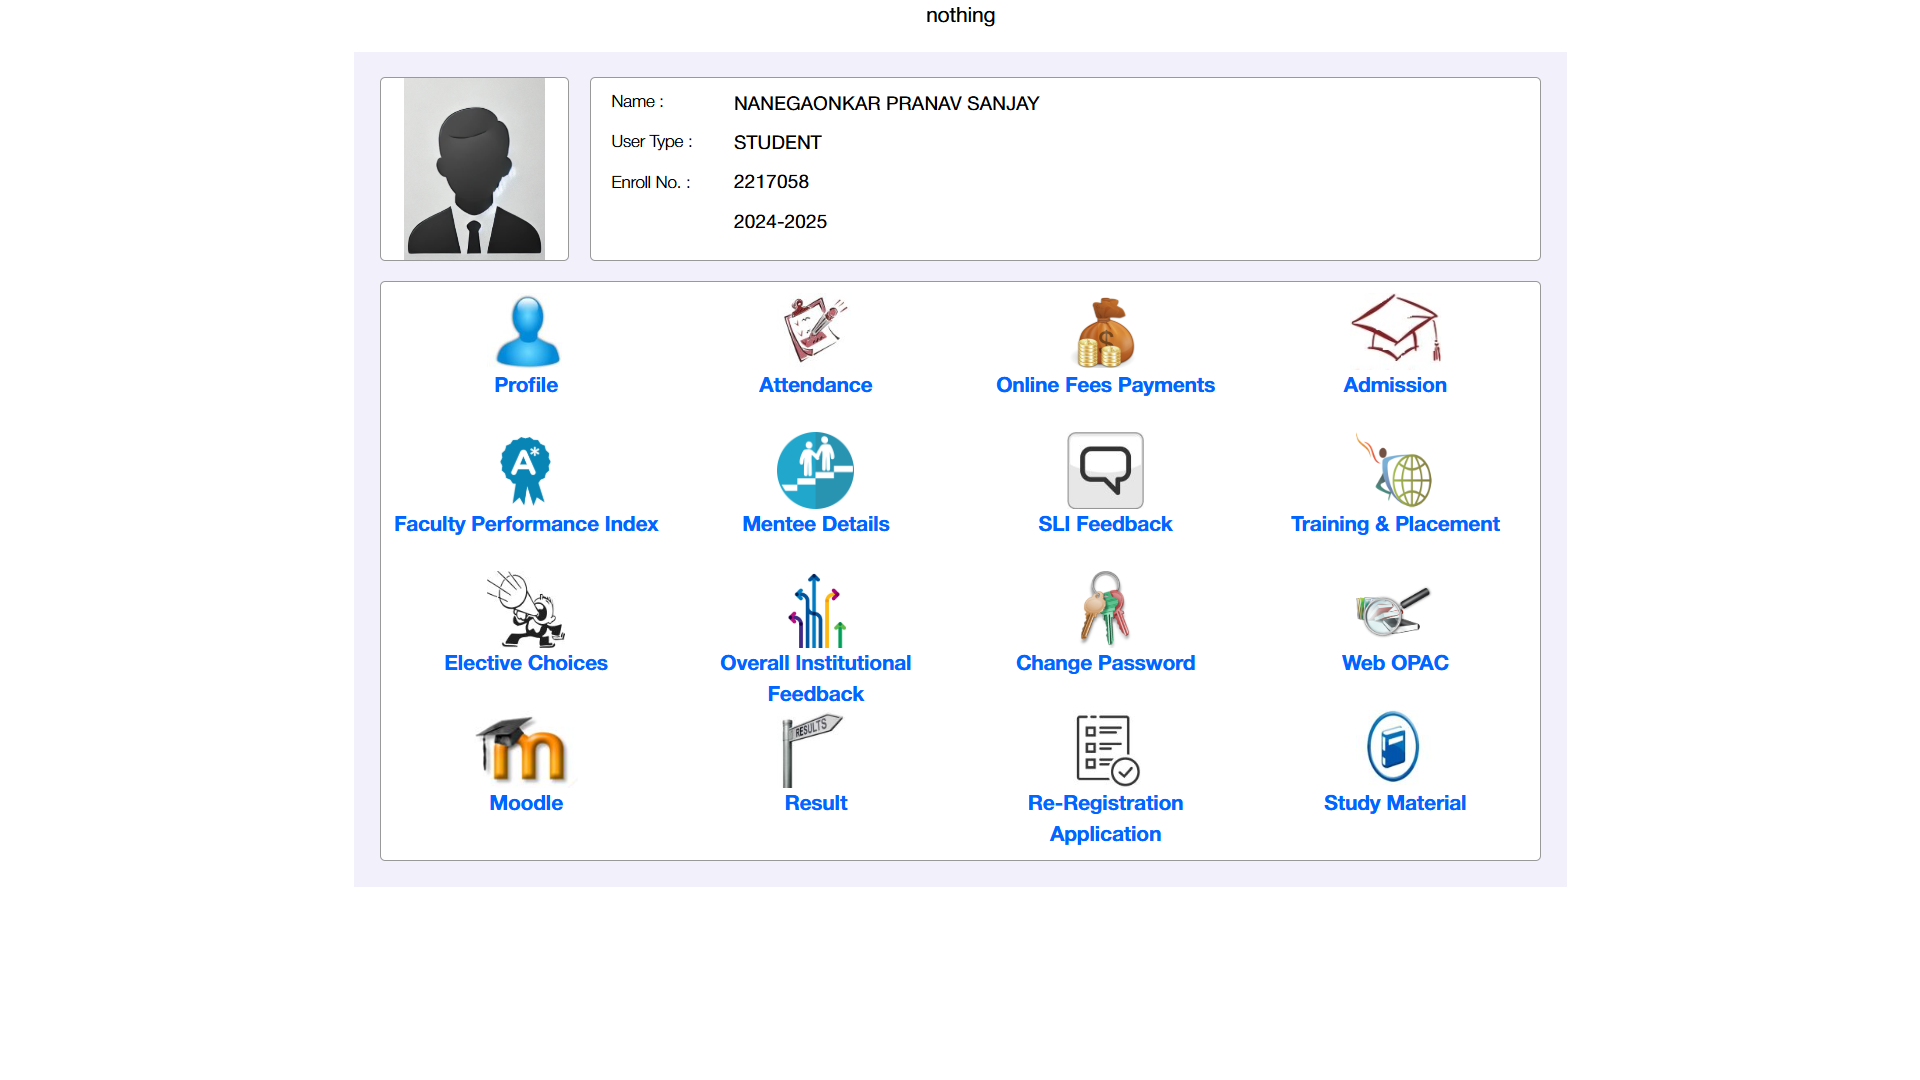 nothing
Name : NANEGAONKAR PRANAV SANJAY
User Type : STUDENT
Enroll No. : 2217058
2024-2025
Profile Attendance Online Fees Payments Admission
Faculty Performance Index Mentee Details SLI Feedback Training & Placement
Elective Choices Overall Institutional Feedback Change Password Web OPAC
RESULTS
Moodle Result Re-Registration Application Study Material